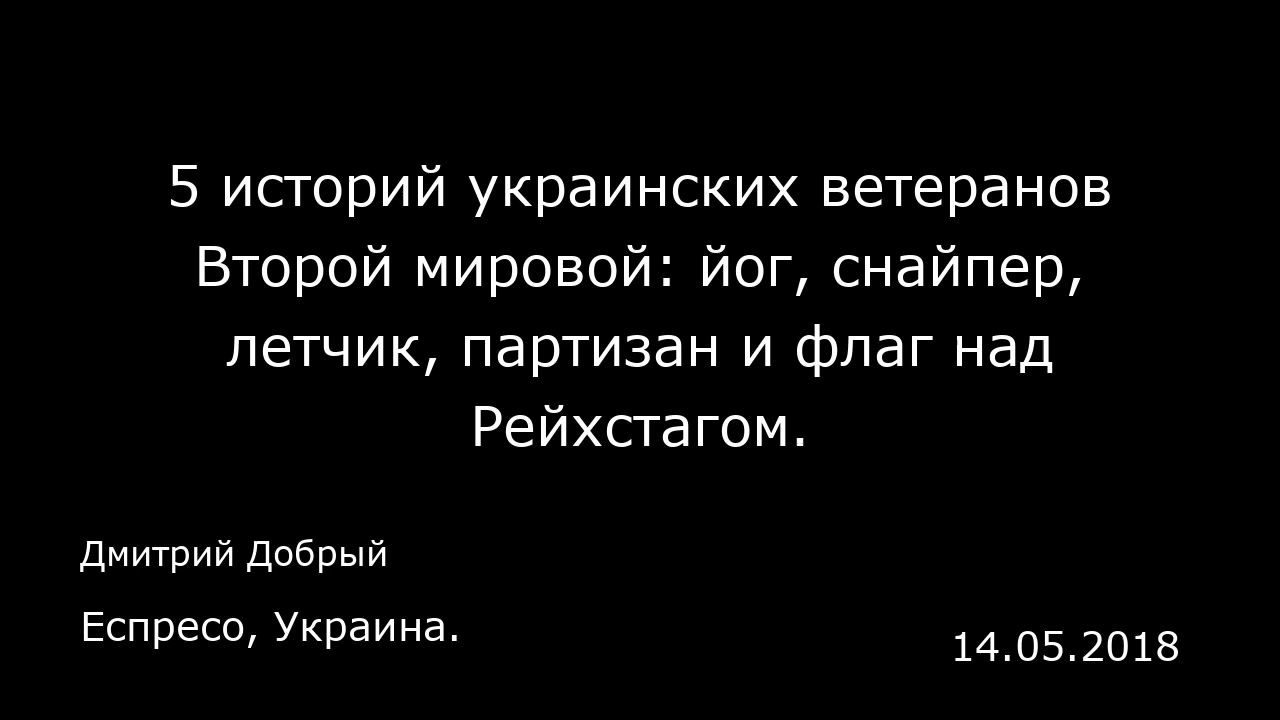 5 историй украинских ветеранов
Второй мировой: йог, снайпер,
летчик, партизан и флаг над
Рейхстагом.
Дмитрий Добрый
Еспресо, Украина.
14.05.2018